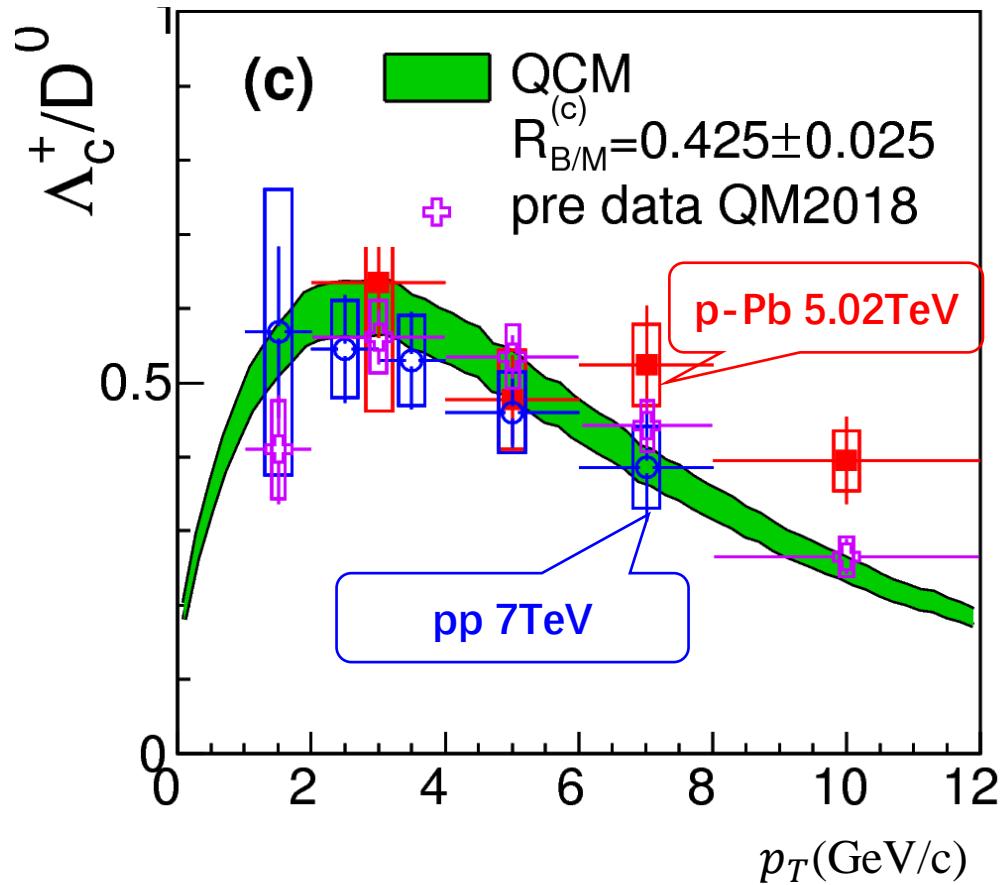 1
Λc+/D0
(c)
QCM
R(c)B/M=0.425±0.025
pre data QM2018
p-Pb 5.02TeV
0.5
pp 7TeV
0
0 2 4 6 8 10 12
pT(GeV/c)